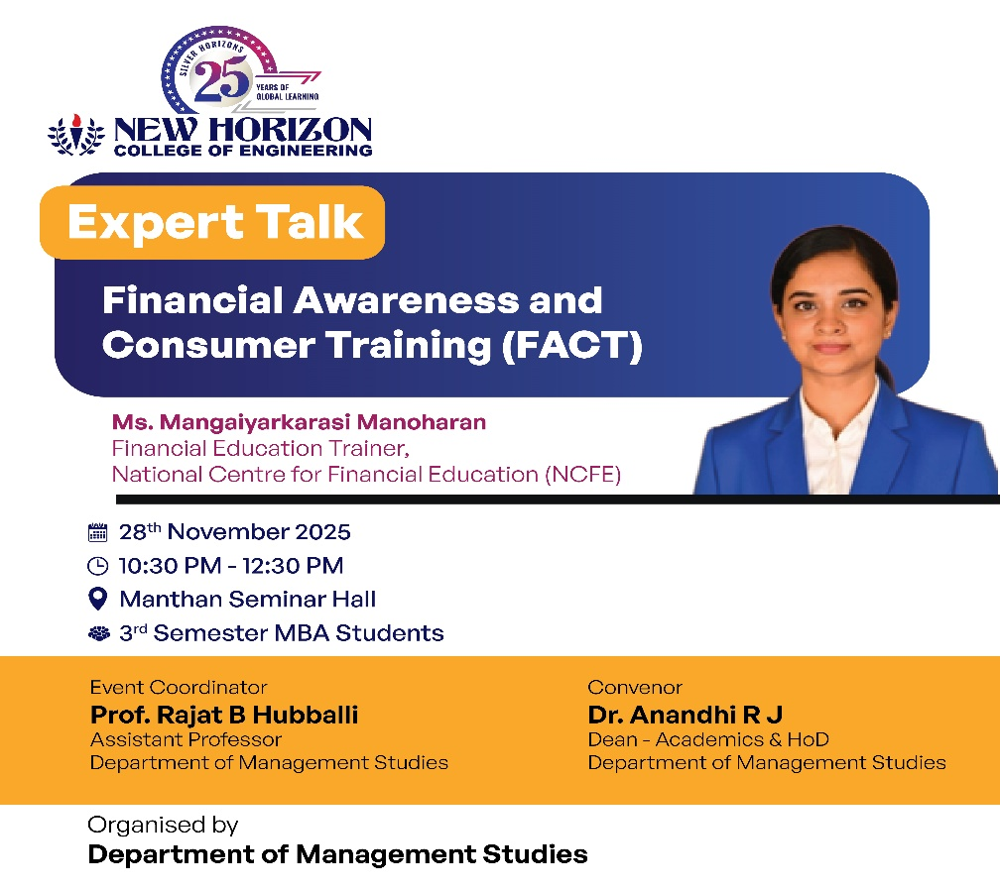 SILVER HORIZONS
25
YEARS OF
GLOBAL LEARNING
NEW HORIZON
COLLEGE OF ENGINEERING
Expert Talk
Financial Awareness and
Consumer Training (FACT)
Ms. Mangaiyarkarasi Manoharan
Financial Education Trainer,
National Centre for Financial Education (NCFE)
28th November 2025
10:30 PM - 12:30 PM
Manthan Seminar Hall
3rd Semester MBA Students
Event Coordinator
Prof. Rajat B Hubballi
Assistant Professor
Department of Management Studies
Convenor
Dr. Anandhi R J
Dean - Academics & HoD
Department of Management Studies
Organised by
Department of Management Studies